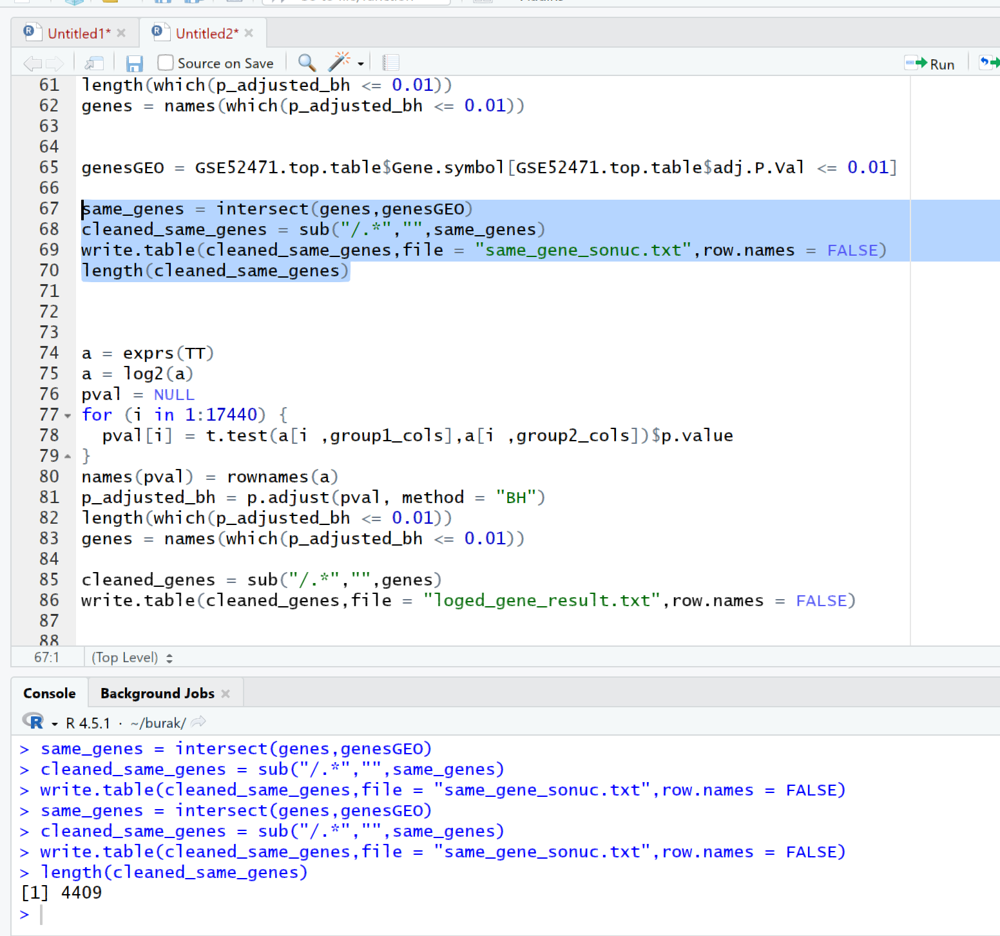 Untitled1* Untitled2*
Source on Save Run
61 length(which(p_adjusted_bh <= 0.01))
62 genes = names(which(p_adjusted_bh <= 0.01))
63
64
65 genesGEO = GSE52471.top.table$Gene.symbol[GSE52471.top.table$adj.P.Val <= 0.01]
66
67 same_genes = intersect(genes,genesGEO)
68 cleaned_same_genes = sub("/.*","",same_genes)
69 write.table(cleaned_same_genes,file = "same_gene_sonuc.txt",row.names = FALSE)
70 length(cleaned_same_genes)
71
72
73
74 a = exprs(TT)
75 a = log2(a)
76 pval = NULL
77 for (i in 1:17440) {
78 pval[i] = t.test(a[i ,group1_cols],a[i ,group2_cols])$p.value
79 }
80 names(pval) = rownames(a)
81 p_adjusted_bh = p.adjust(pval, method = "BH")
82 length(which(p_adjusted_bh <= 0.01))
83 genes = names(which(p_adjusted_bh <= 0.01))
84
85 cleaned_genes = sub("/.*","",genes)
86 write.table(cleaned_genes,file = "loged_gene_result.txt",row.names = FALSE)
87
88
67:1 (Top Level)
Console Background Jobs
R R 4.5.1 · ~/burak/
> same_genes = intersect(genes,genesGEO)
> cleaned_same_genes = sub("/.*","",same_genes)
> write.table(cleaned_same_genes,file = "same_gene_sonuc.txt",row.names = FALSE)
> same_genes = intersect(genes,genesGEO)
> cleaned_same_genes = sub("/.*","",same_genes)
> write.table(cleaned_same_genes,file = "same_gene_sonuc.txt",row.names = FALSE)
> length(cleaned_same_genes)
[1] 4409
>